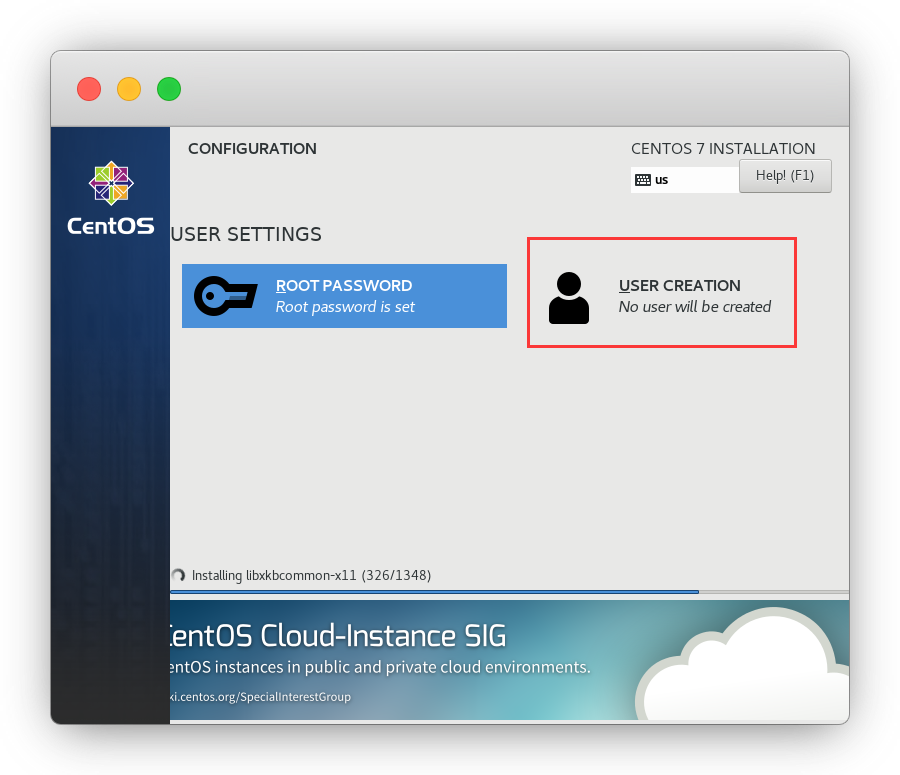 CONFIGURATION
CENTOS 7 INSTALLATION
us
Help! (F1)
CentOS
USER SETTINGS
ROOT PASSWORD
Root password is set
USER CREATION
No user will be created
Installing libxkbcommon-x11 (326/1348)
CentOS Cloud-Instance SIG
entOS instances in public and private cloud environments.
ki.centos.org/SpecialInterestGroup